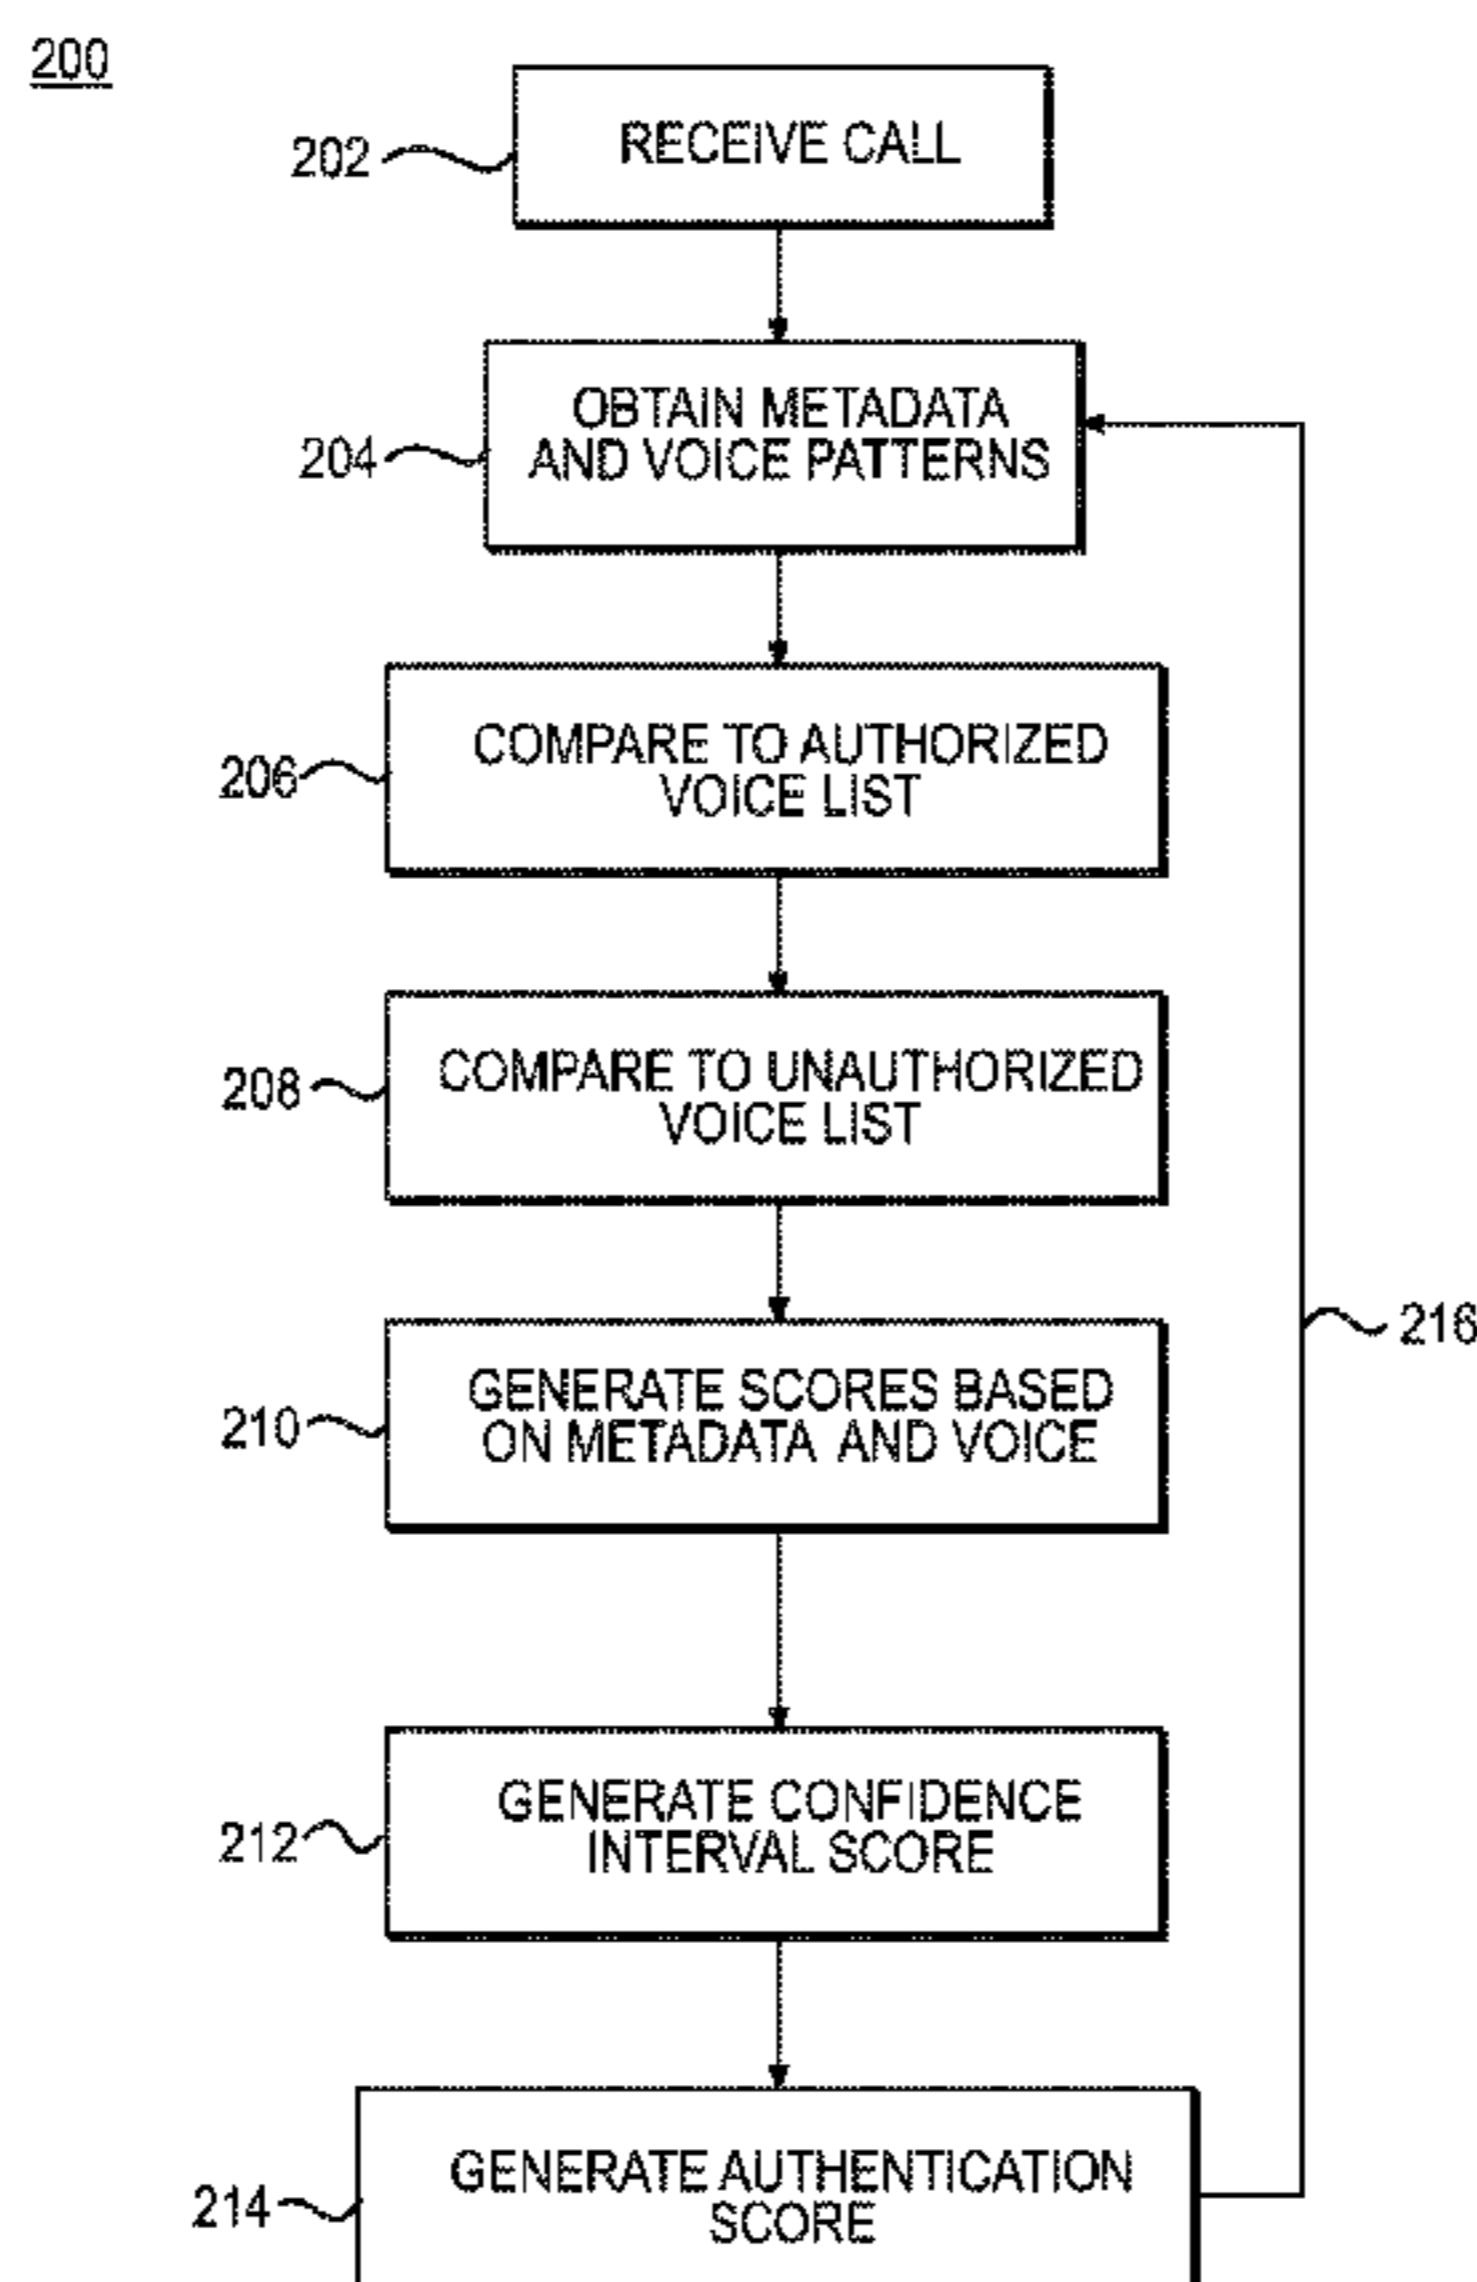 200
202
RECEIVE CALL
204
OBTAIN METADATA
AND VOICE PATTERNS
206
COMPARE TO AUTHORIZED
VOICE LIST
208
COMPARE TO UNAUTHORIZED
VOICE LIST
216
210
GENERATE SCORES BASED
ON METADATA AND VOICE
212
GENERATE CONFIDENCE
INTERVAL SCORE
214
GENERATE AUTHENTICATION
SCORE